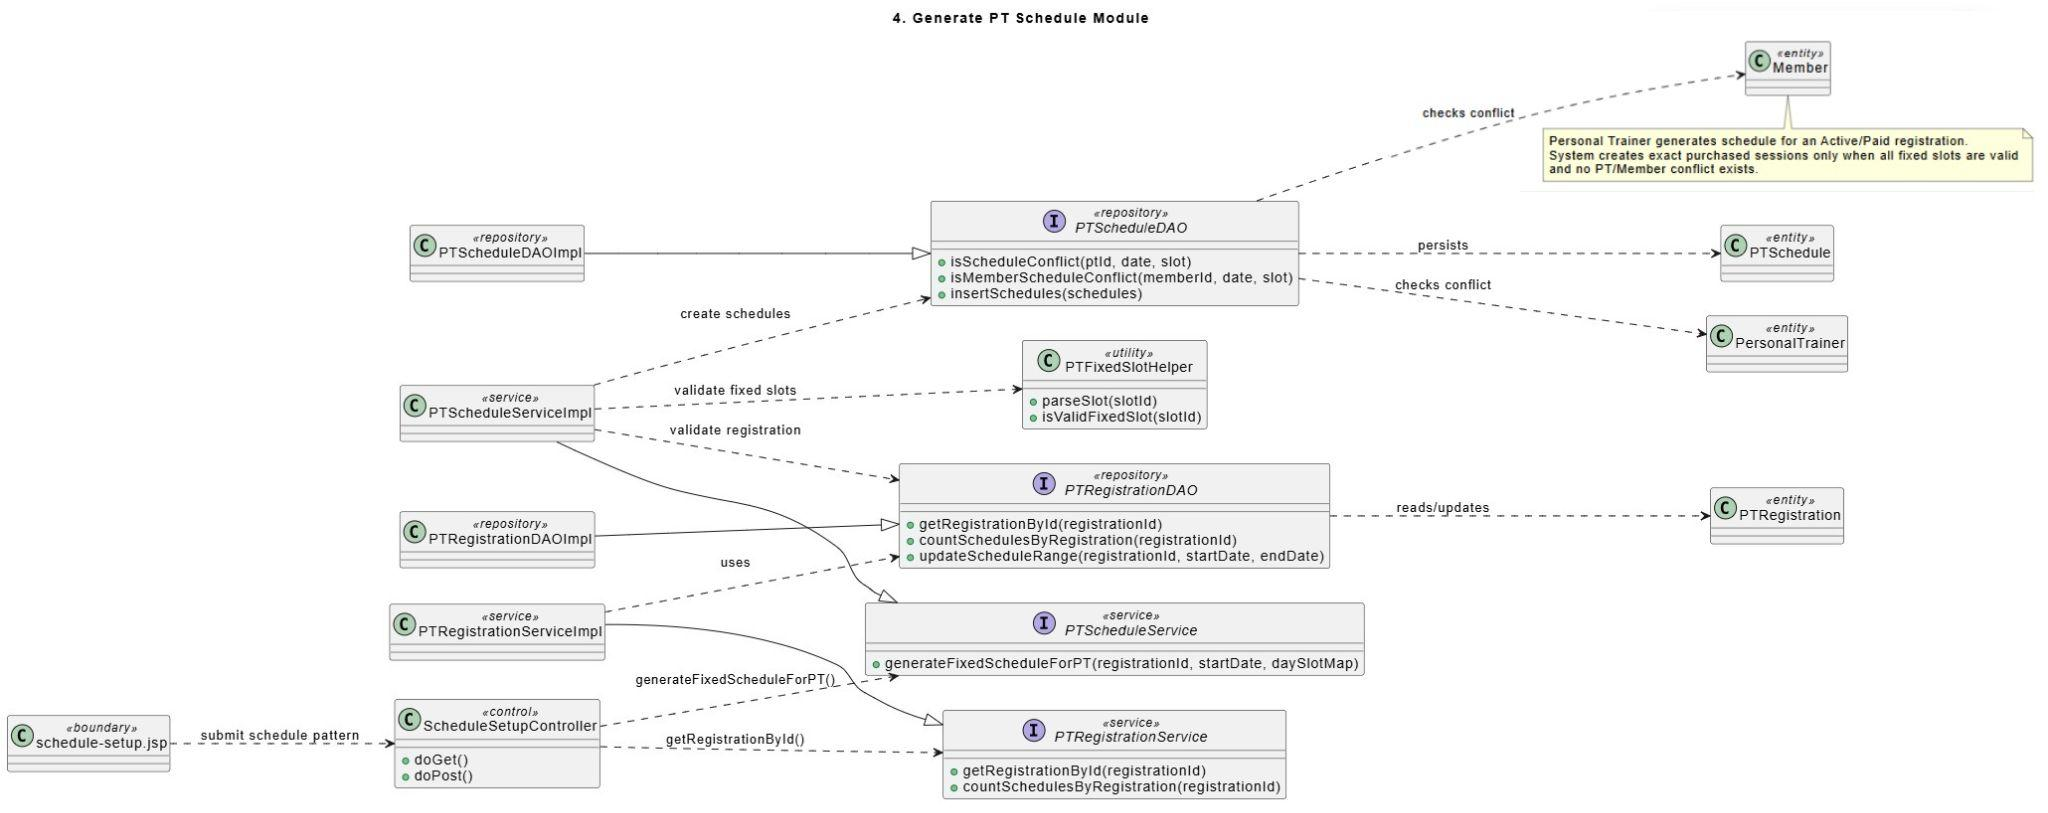 4. Generate PT Schedule Module
C
«entity»
Member
checks conflict
Personal Trainer generates schedule for an Active/Paid registration.
System creates exact purchased sessions only when all fixed slots are valid
and no PT/Member conflict exists.
C
«repository»
PTScheduleDAOImpl
I
«repository»
PTScheduleDAO
isScheduleConflict(ptId, date, slot)
isMemberScheduleConflict(memberId, date, slot)
insertSchedules(schedules)
persists
C
«entity»
PTSchedule
checks conflict
C
«entity»
PersonalTrainer
create schedules
C
«utility»
PTFixedSlotHelper
parseSlot(slotId)
isValidFixedSlot(slotId)
C
«service»
PTScheduleServiceImpl
validate fixed slots
validate registration
I
«repository»
PTRegistrationDAO
getRegistrationById(registrationId)
countSchedulesByRegistration(registrationId)
updateScheduleRange(registrationId, startDate, endDate)
reads/updates
C
«entity»
PTRegistration
C
«repository»
PTRegistrationDAOImpl
uses
C
«service»
PTRegistrationServiceImpl
I
«service»
PTScheduleService
generateFixedScheduleForPT(registrationId, startDate, daySlotMap)
generateFixedScheduleForPT()
C
«boundary»
schedule-setup.jsp
submit schedule pattern
C
«control»
ScheduleSetupController
doGet()
doPost()
getRegistrationById()
I
«service»
PTRegistrationService
getRegistrationById(registrationId)
countSchedulesByRegistration(registrationId)